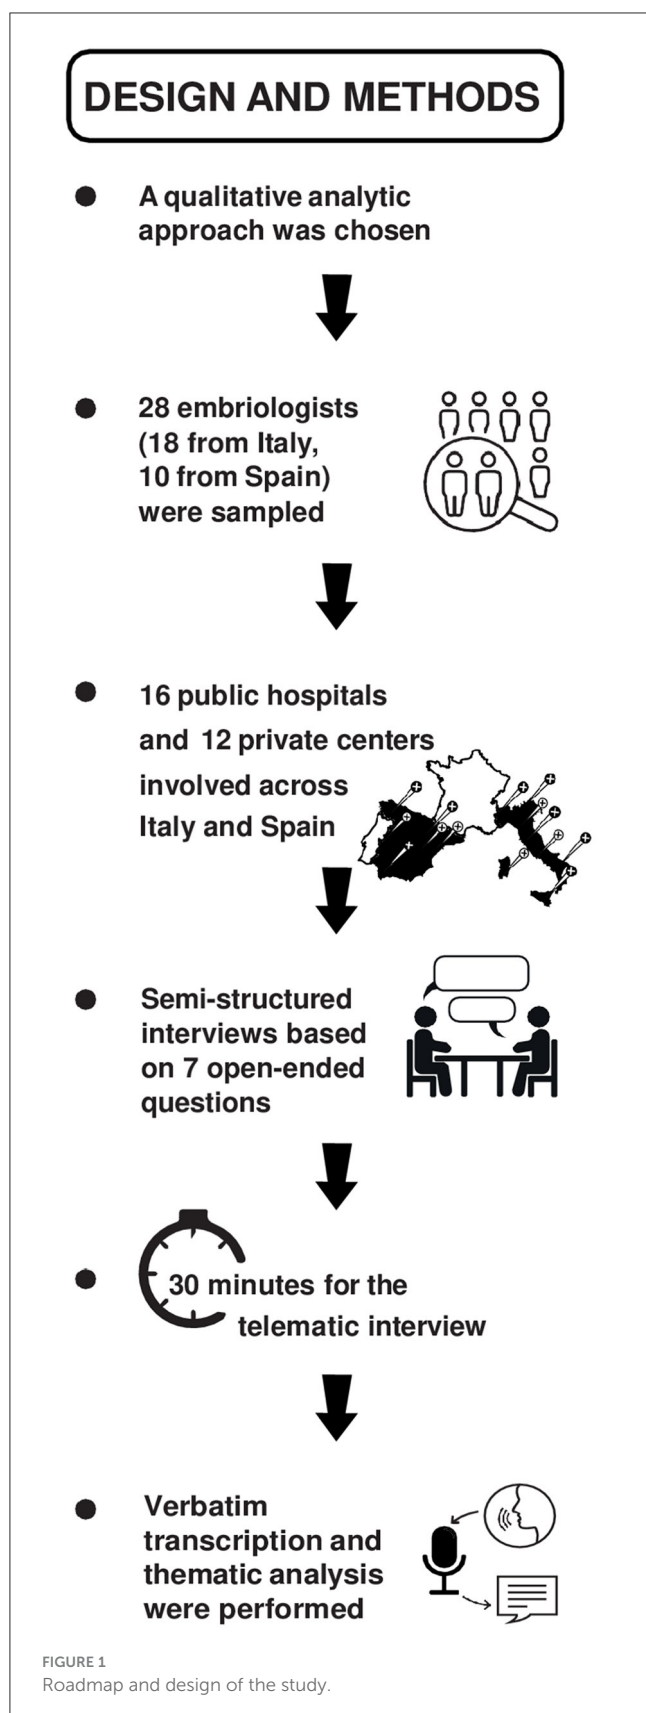 DESIGN AND METHODS
A qualitative analytic
approach was chosen
28 embriologists
(18 from Italy,
10 from Spain)
were sampled
16 public hospitals
and 12 private centers
involved across
Italy and Spain
Semi-structured
interviews based
on 7 open-ended
questions
30 minutes for the
telematic interview
Verbatim
transcription and
thematic analysis
were performed
FIGURE 1
Roadmap and design of the study.